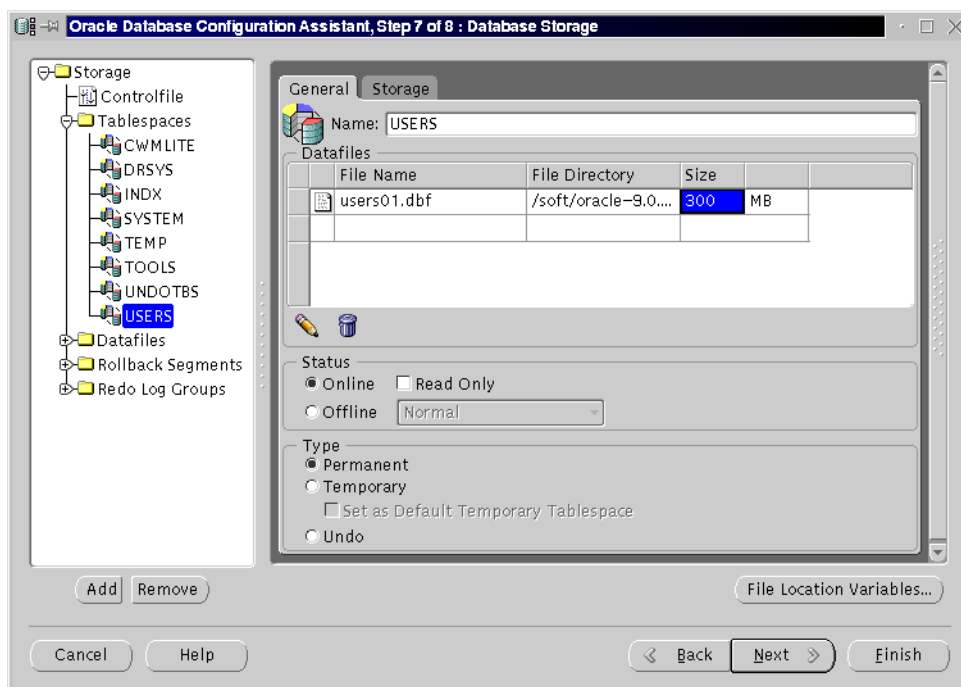 Oracle Database Configuration Assistant, Step 7 of 8 : Database Storage
Storage
Controlfile
Tablespaces
CWMLITE
DRSYS
INDX
SYSTEM
TEMP
TOOLS
UNDOTBS
USERS
Datafiles
Rollback Segments
Redo Log Groups
General Storage
Name: USERS
Datafiles
File Name File Directory Size
users01.dbf /soft/oracle-9.0.... 300 MB
Status
Online Read Only
Offline Normal
Type
Permanent
Temporary
Set as Default Temporary Tablespace
Undo
Add Remove File Location Variables...
Cancel Help Back Next Finish